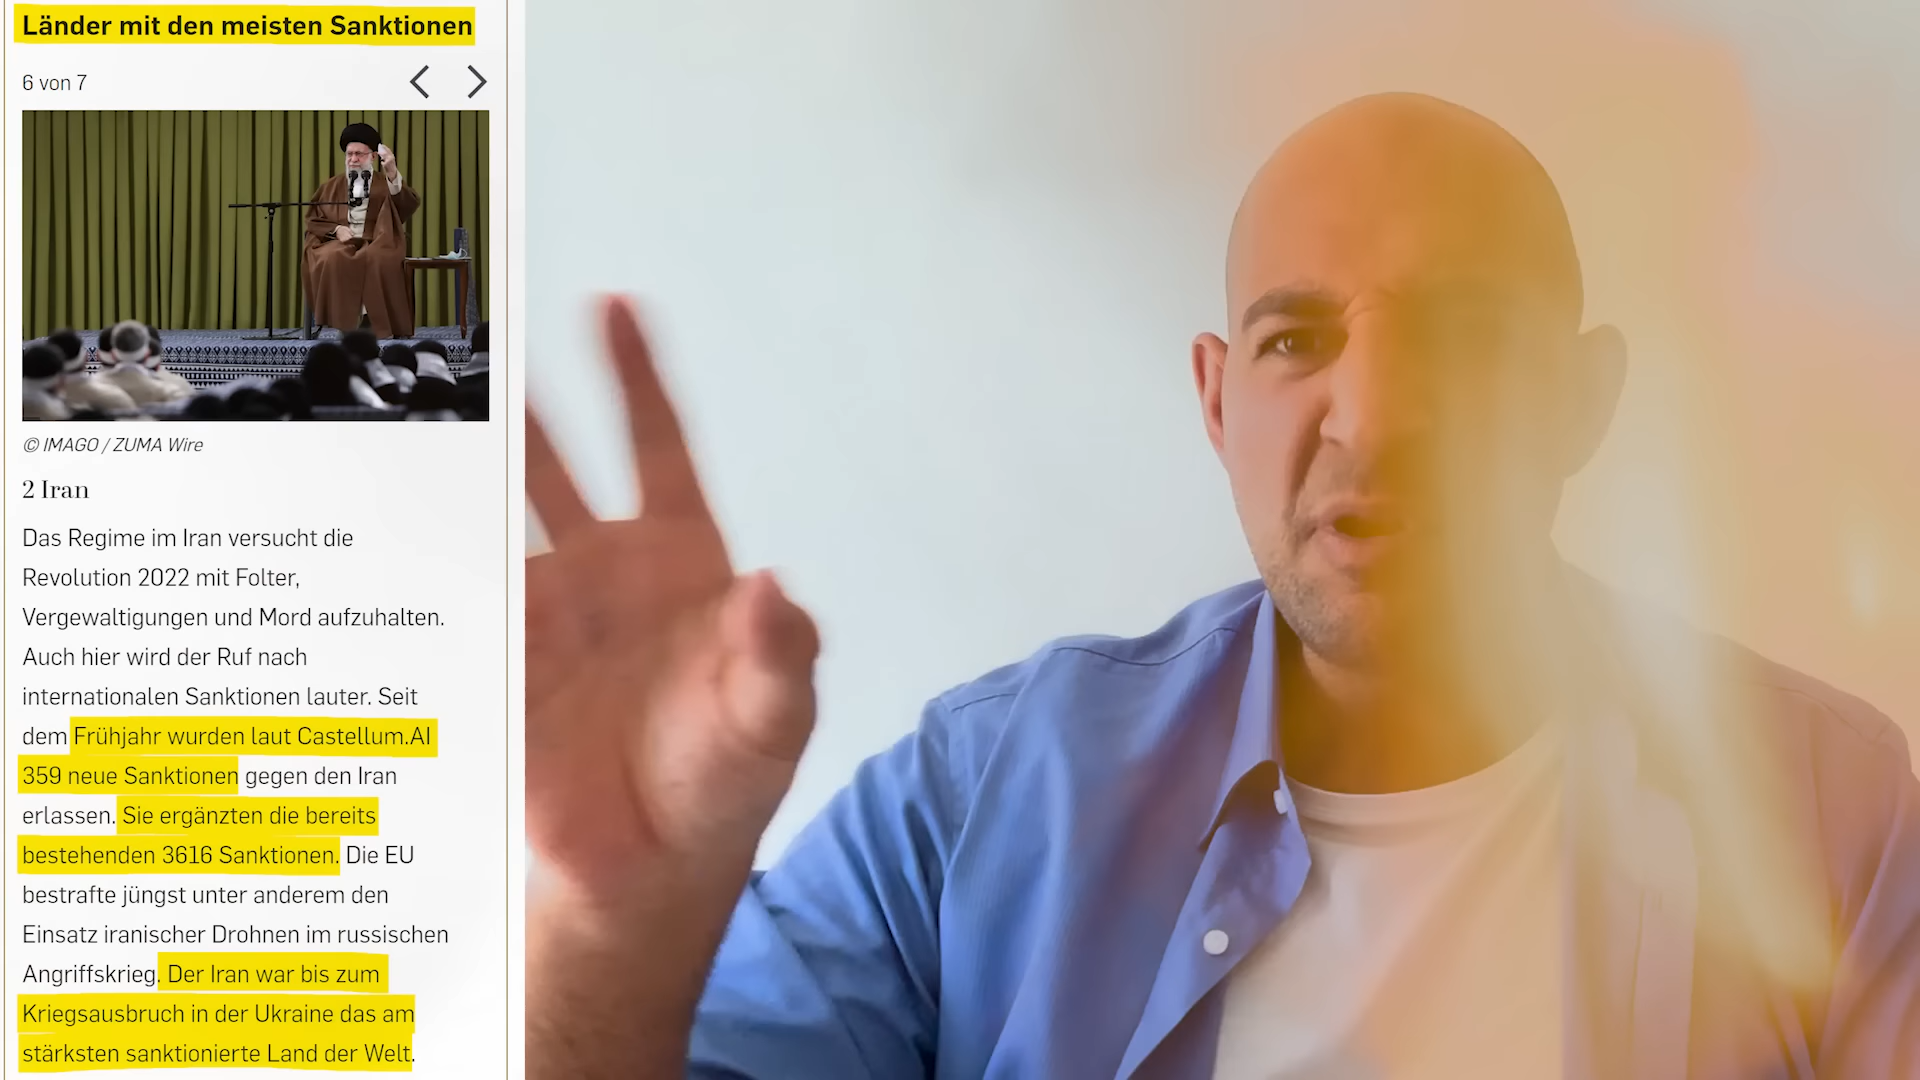 Länder mit den meisten Sanktionen
6 von 7
© IMAGO / ZUMA Wire
2 Iran
Das Regime im Iran versucht die
Revolution 2022 mit Folter,
Vergewaltigungen und Mord aufzuhalten.
Auch hier wird der Ruf nach
internationalen Sanktionen lauter. Seit
dem Frühjahr wurden laut Castellum.AI
359 neue Sanktionen gegen den Iran
erlassen. Sie ergänzten die bereits
bestehenden 3616 Sanktionen. Die EU
bestrafte jüngst unter anderem den
Einsatz iranischer Drohnen im russischen
Angriffskrieg. Der Iran war bis zum
Kriegsausbruch in der Ukraine das am
stärksten sanktionierte Land der Welt.